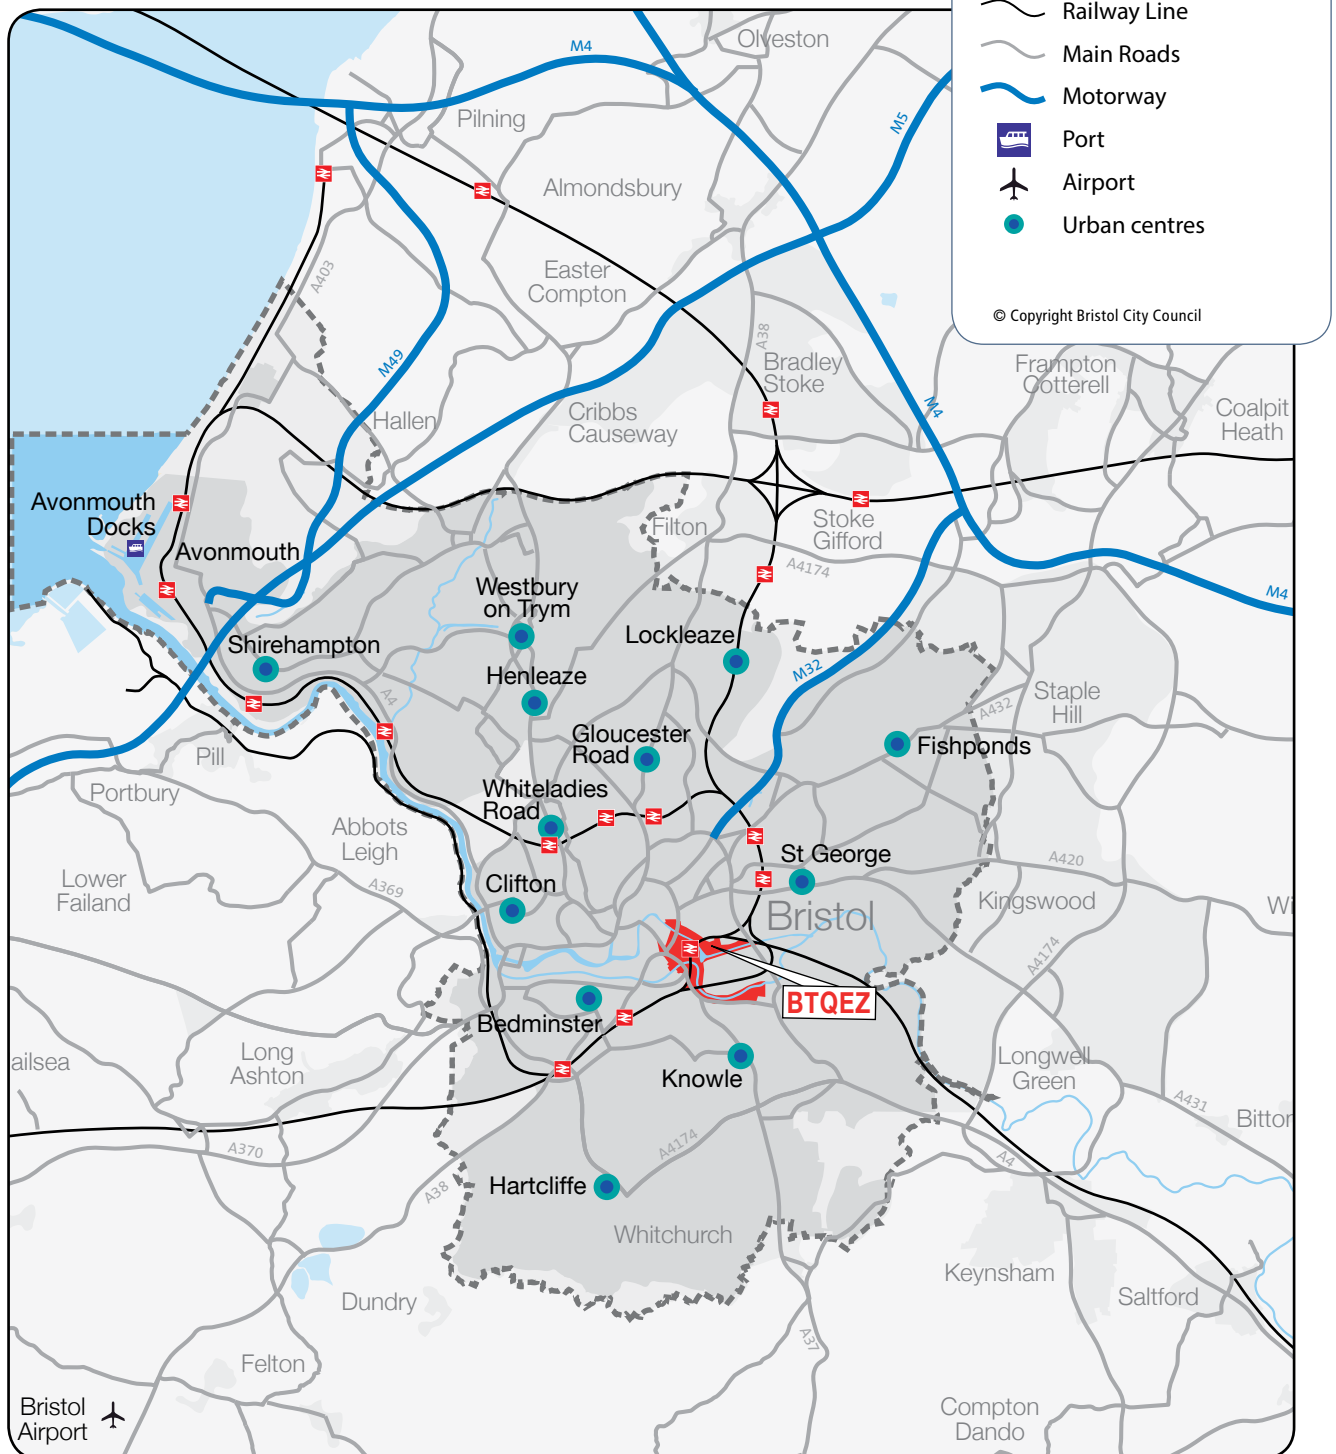 Railway Line
Main Roads
Motorway
Port
Airport
Urban centres
© Copyright Bristol City Council
Olveston
M4
M5
Pilning
Almondsbury
Easter
Compton
A403
A38
M49
Bradley
Stoke
Frampton
Cotterell
M4
Coalpit
Heath
Hallen
Cribbs
Causeway
Avonmouth
Docks
Avonmouth
Filton
Stoke
Gifford
A4174
M4
Westbury
on Trym
Lockleaze
Shirehampton
M32
Henleaze
A4
Staple
Hill
A432
Gloucester
Road
Fishponds
Pill
Portbury
Whiteladies
Road
Abbots
Leigh
St George
A420
Lower
Failand
A369
Clifton
Kingswood
Wi
Bristol
A4174
BTQEZ
Bedminster
Long
Ashton
ailsea
Knowle
Longwell
Green
A431
Bitton
A370
A4174
A4
A38
Hartcliffe
Whitchurch
Keynsham
Saltford
Dundry
A37
Felton
Bristol
Airport
Compton
Dando